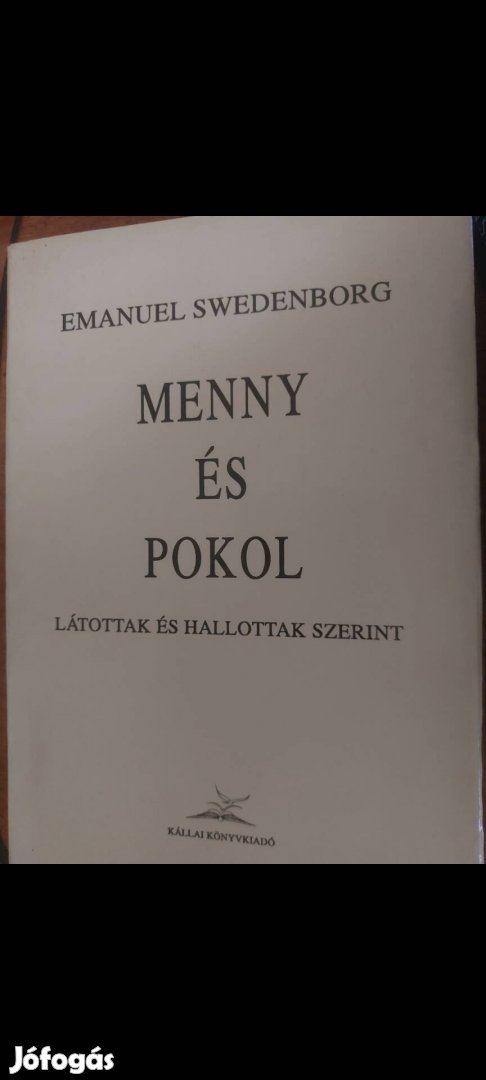 EMANUEL SWEDENBORG
MENNY
ÉS
POKOL
LÁTOTTAK ÉS HALLOTTAK SZERINT
KÁLLAI KÖNYVKIADÓ
Jófogás